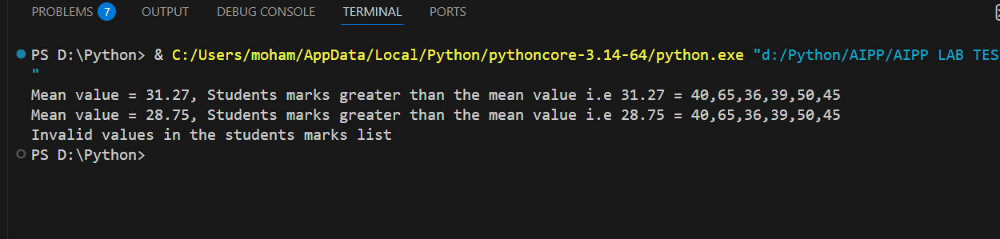 PROBLEMS 7 OUTPUT DEBUG CONSOLE TERMINAL PORTS
PS D:\Python> & C:/Users/moham/AppData/Local/Python/pythoncore-3.14-64/python.exe "d:/Python/AIPP/AIPP LAB TES
"
Mean value = 31.27, Students marks greater than the mean value i.e 31.27 = 40,65,36,39,50,45
Mean value = 28.75, Students marks greater than the mean value i.e 28.75 = 40,65,36,39,50,45
Invalid values in the students marks list
PS D:\Python>